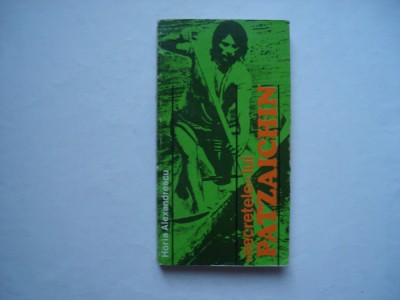 Horia Alexandrescu
secretele lui
PATZAICHIN